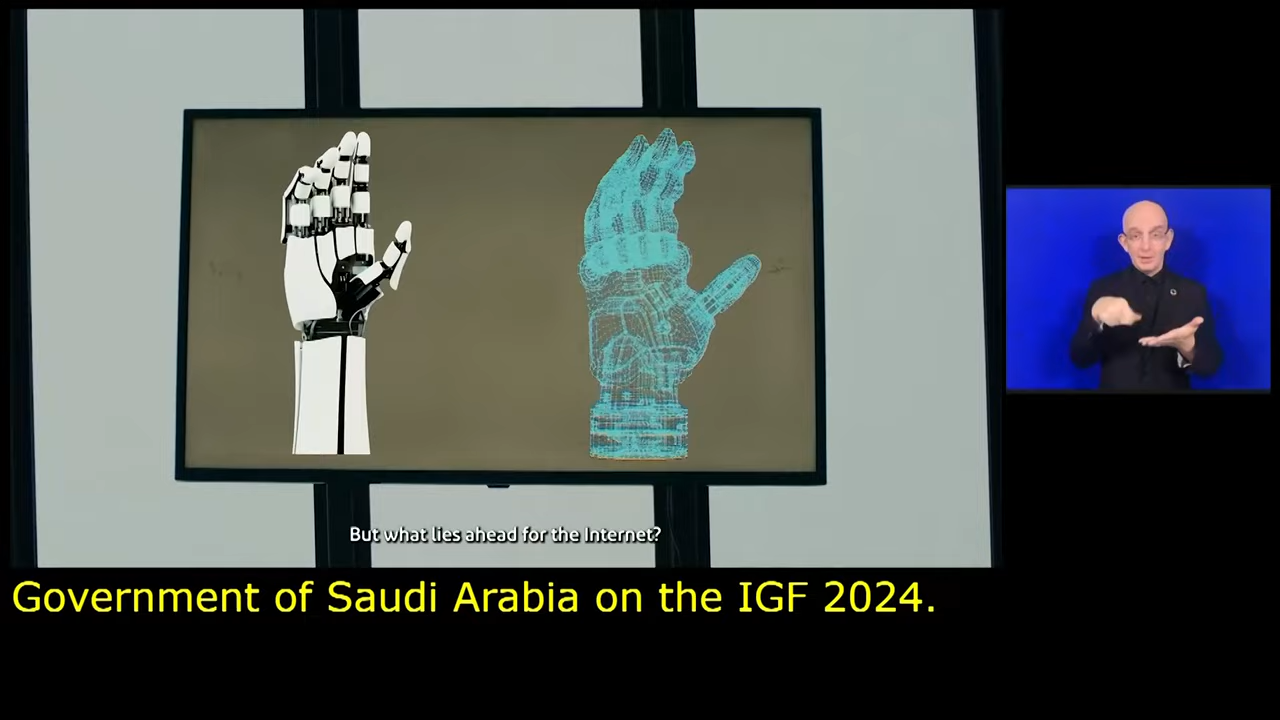 But what lies ahead for the Internet?
Government of Saudi Arabia on the IGF 2024.